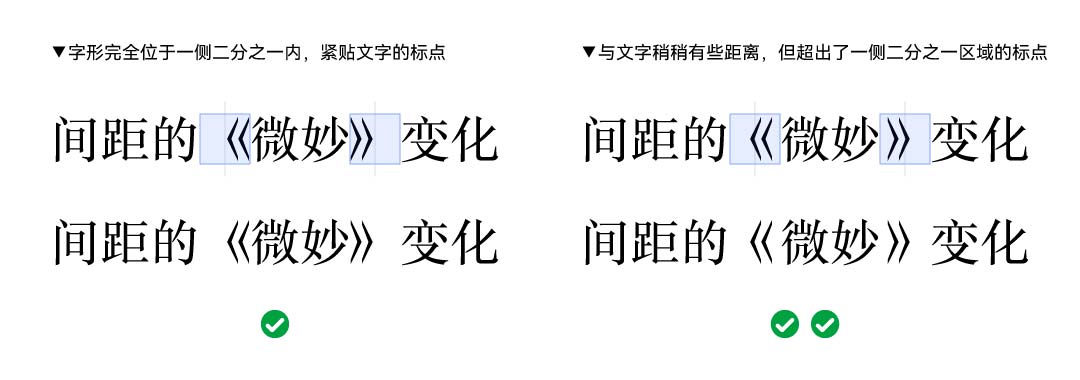 ▼字形完全位于一侧二分之一内，紧贴文字的标点
间距的《微妙》变化
间距的《微妙》变化
▼与文字稍稍有些距离，但超出了一侧二分之一区域的标点
间距的《微妙》变化
间距的《微妙》变化